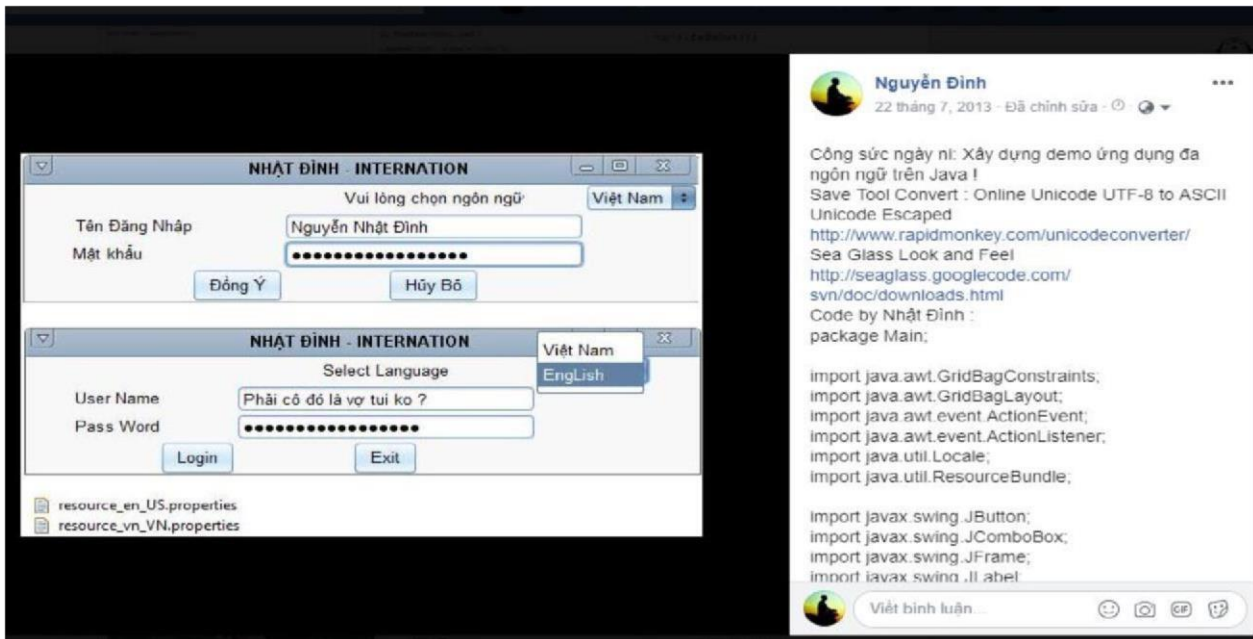 NHẬT ĐÌNH - INTERNATION
Vui lòng chọn ngôn ngữ
Việt Nam
Tên Đăng Nhập
Nguyễn Nhật Đình
Mật khẩu
Đồng Ý
Hủy Bỏ
NHẬT ĐÌNH - INTERNATION
Việt Nam
Select Language
EngLish
User Name
Phải cô đó là vợ tui ko ?
Pass Word
Login
Exit
resource_en_US.properties
resource_vn_VN.properties
Nguyễn Đình
22 tháng 7, 2013 · Đã chỉnh sửa ·
Công sức ngày ni: Xây dựng demo ứng dụng đa
ngôn ngữ trên Java !
Save Tool Convert : Online Unicode UTF-8 to ASCII
Unicode Escaped
http://www.rapidmonkey.com/unicodeconverter/
Sea Glass Look and Feel
http://seaglass.googlecode.com/
svn/doc/downloads.html
Code by Nhật Đình :
package Main;
import java.awt.GridBagConstraints;
import java.awt.GridBagLayout;
import java.awt.event.ActionEvent;
import java.awt.event.ActionListener;
import java.util.Locale;
import java.util.ResourceBundle;
import javax.swing.JButton;
import javax.swing.JComboBox;
import javax.swing.JFrame;
import javax.swing.JLabel;
Viết bình luận...
GIF